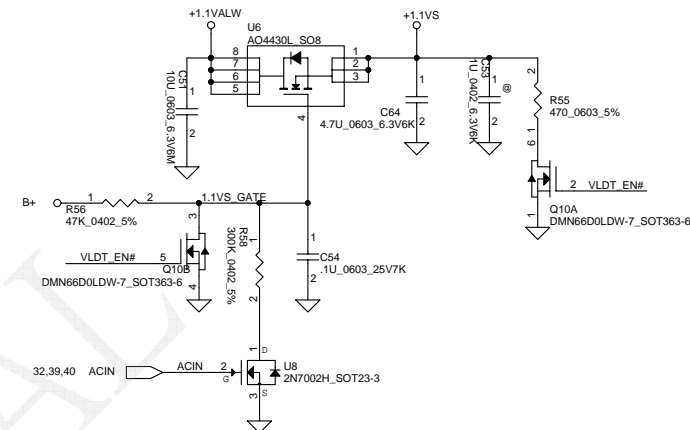 +1.1VALW
+1.1VS
U6
AO4430L_SO8
8
7
6
5
1
2
3
4
C51
10U_0603_6.3V6M
1
2
C64
4.7U_0603_6.3V6K
1
2
C53
1U_0402_6.3V6K
1
2
@
2
R55
470_0603_5%
1
6
2
VLDT_EN#
1
Q10A
DMN66D0LDW-7_SOT363-6
B+
1
2
R56
47K_0402_5%
1.1VS_GATE
3
VLDT_EN#
5
Q10B
4
DMN66D0LDW-7_SOT363-6
R58
300K_0402_5%
1
2
1
C54
.1U_0603_25V7K
2
32,39,40
ACIN
ACIN
2
G
1
D
U8
2N7002H_SOT23-3
3
S